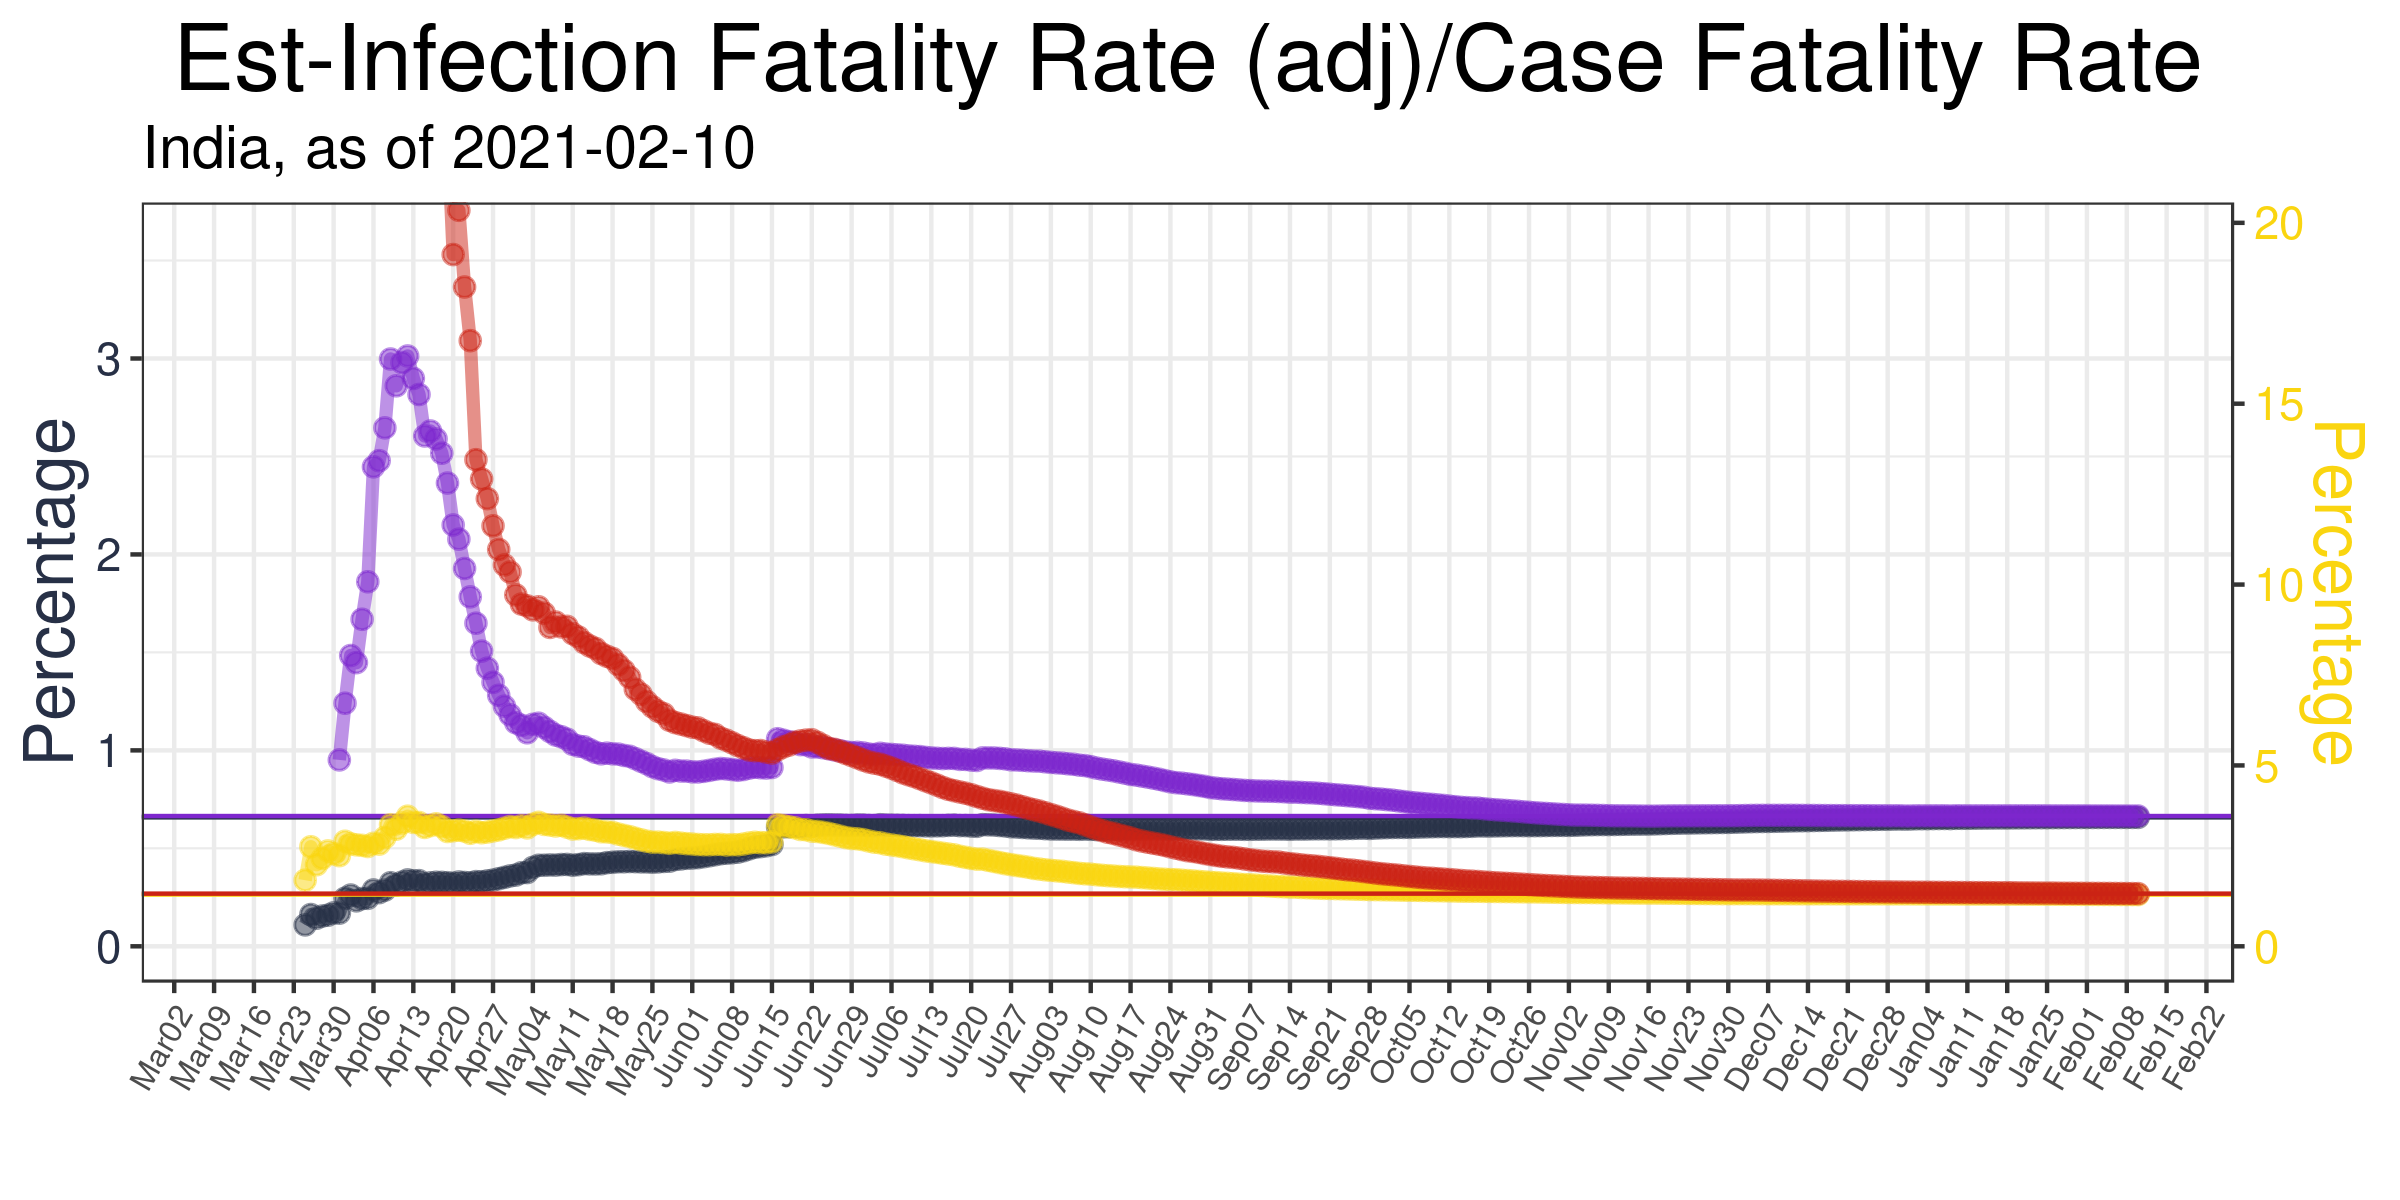 Est-Infection Fatality Rate (adj)/Case Fatality Rate
India, as of 2021-02-10
Percentage
3
2
1
0
20
15
10
5
0
Percentage
Mar02
Mar09
Mar16
Mar23
Mar30
Apr06
Apr13
Apr20
Apr27
May04
May11
May18
May25
Jun01
Jun08
Jun15
Jun22
Jun29
Jul06
Jul13
Jul20
Jul27
Aug03
Aug10
Aug17
Aug24
Aug31
Sep07
Sep14
Sep21
Sep28
Oct05
Oct12
Oct19
Oct26
Nov02
Nov09
Nov16
Nov23
Nov30
Dec07
Dec14
Dec21
Dec28
Jan04
Jan11
Jan18
Jan25
Feb01
Feb08
Feb15
Feb22